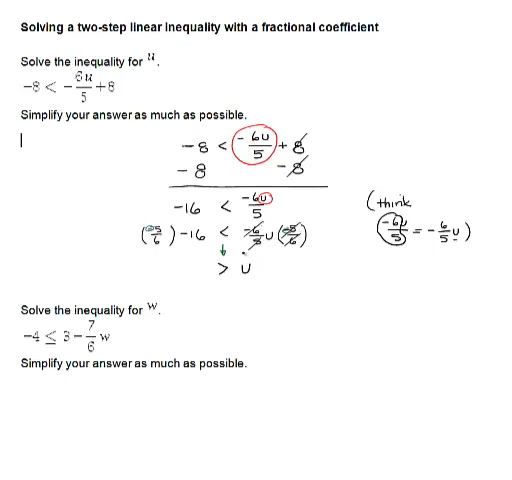 Solving a two-step linear inequality with a fractional coefficient
Solve the inequality for u.
-8 < -6u/5 + 8
Simplify your answer as much as possible.
-8 < -6u/5 + 8
-8 -8
-16 < -6u/5
(think
(-5/6) -16 < -6/5 u (-5/6)
-6u/5 = -6/5 u)
> u
Solve the inequality for w.
-4 ≤ 3 - 7/6 w
Simplify your answer as much as possible.